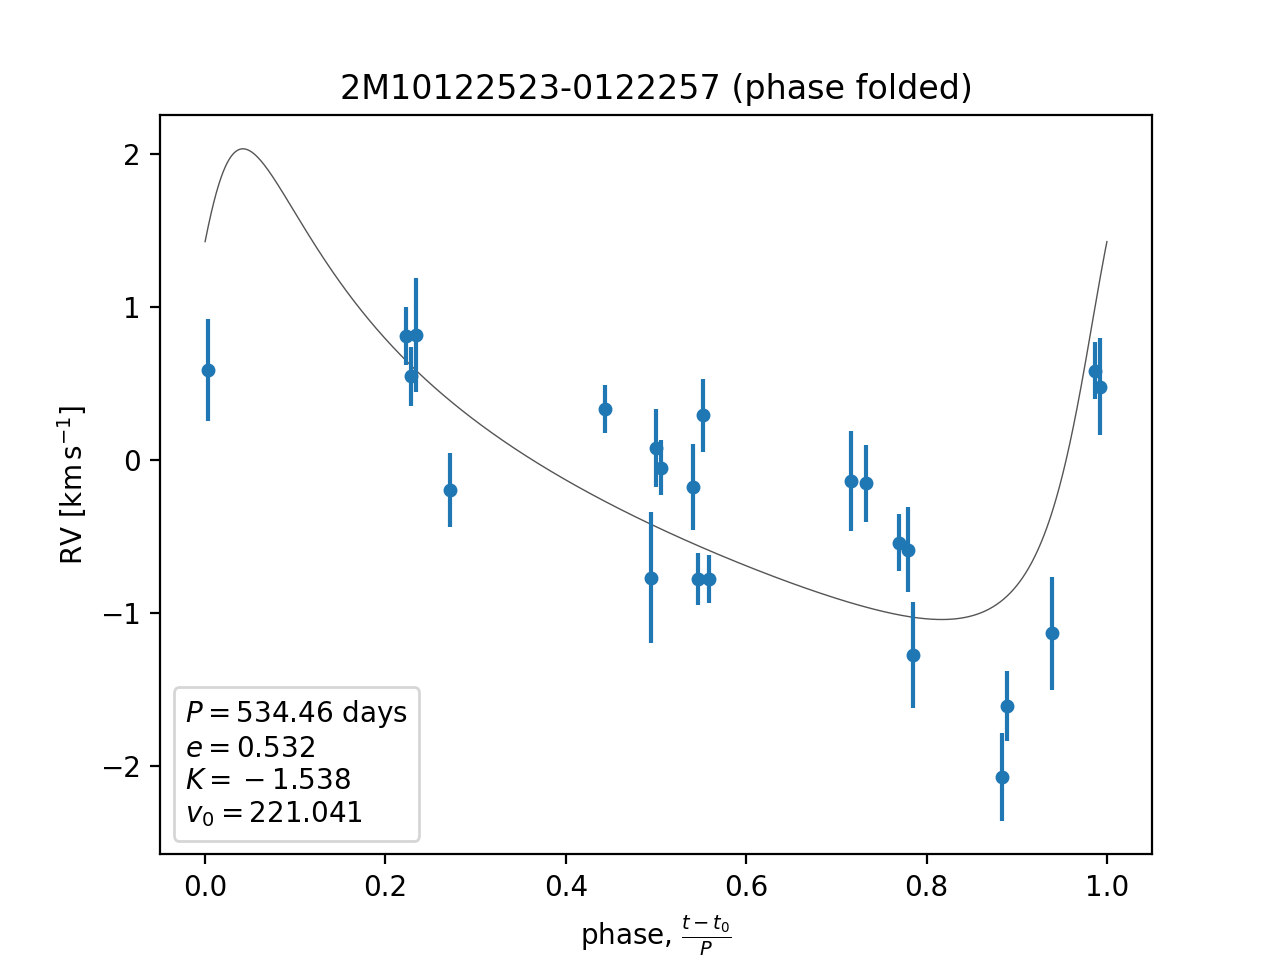 2M10122523-0122257 (phase folded)
RV [km s⁻¹]
2
1
0
−1
−2
P = 534.46 days
e = 0.532
K = −1.538
v₀ = 221.041
0.0 0.2 0.4 0.6 0.8 1.0
phase, (t − t₀)/P